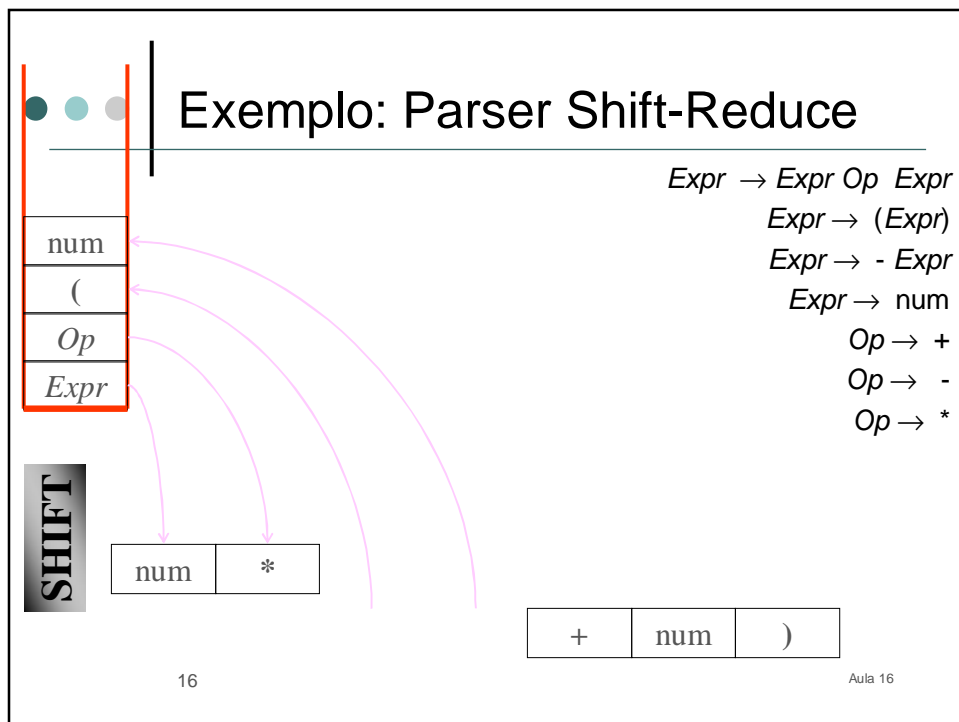 Exemplo: Parser Shift-Reduce
Expr → Expr Op Expr
Expr → (Expr)
Expr → - Expr
Expr → num
Op → +
Op → -
Op → *
num
(
Op
Expr
SHIFT
num *
+ num )
16
Aula 16